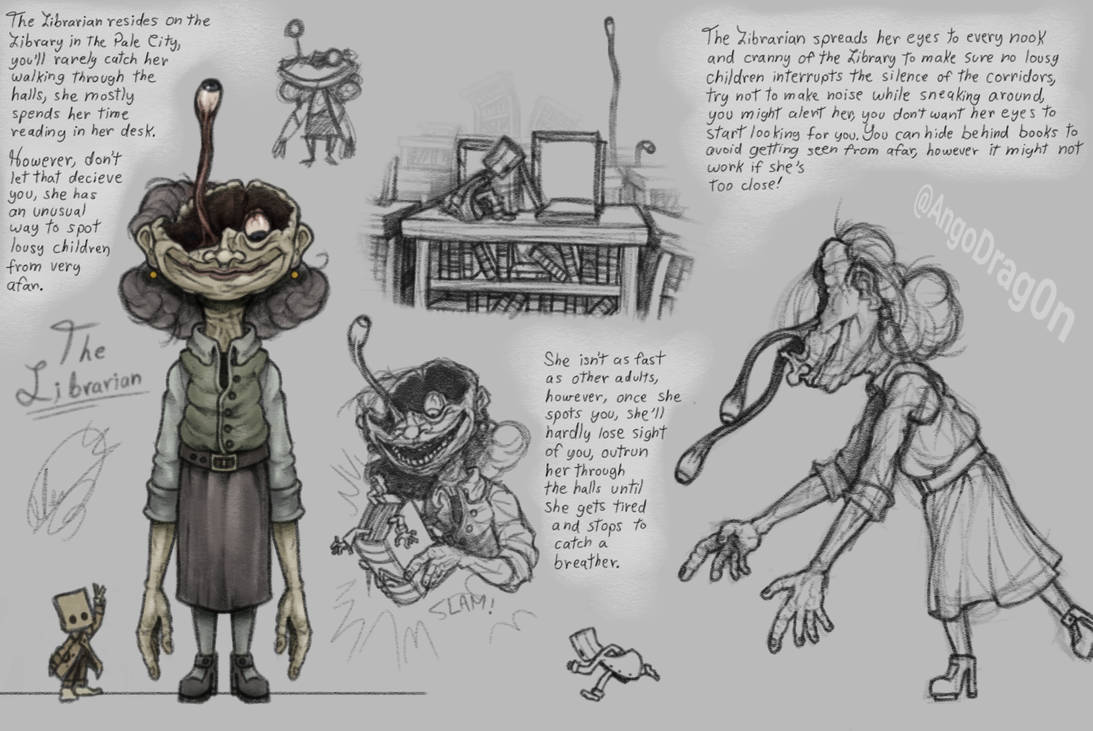 The Librarian resides on the
Library in the Pale City,
you'll rarely catch her
walking through the
halls, she mostly
spends her time
reading in her desk.
However, don't
let that decieve
you, she has
an unusual
way to spot
lousy children
from very
afar.
The
Librarian
The Librarian spreads her eyes to every nook
and cranny of the Library to make sure no lousy
children interrupts the silence of the corridors,
try not to make noise while sneaking around,
you might alert her, you don't want her eyes to
start looking for you. You can hide behind books to
avoid getting seen from afar, however it might not
work if she's
too close!
@AngoDrag0n
She isn't as fast
as other adults,
however, once she
spots you, she'll
hardly lose sight
of you, outrun
her through
the halls until
she gets tired
and stops to
catch a
breather.
SLAM!